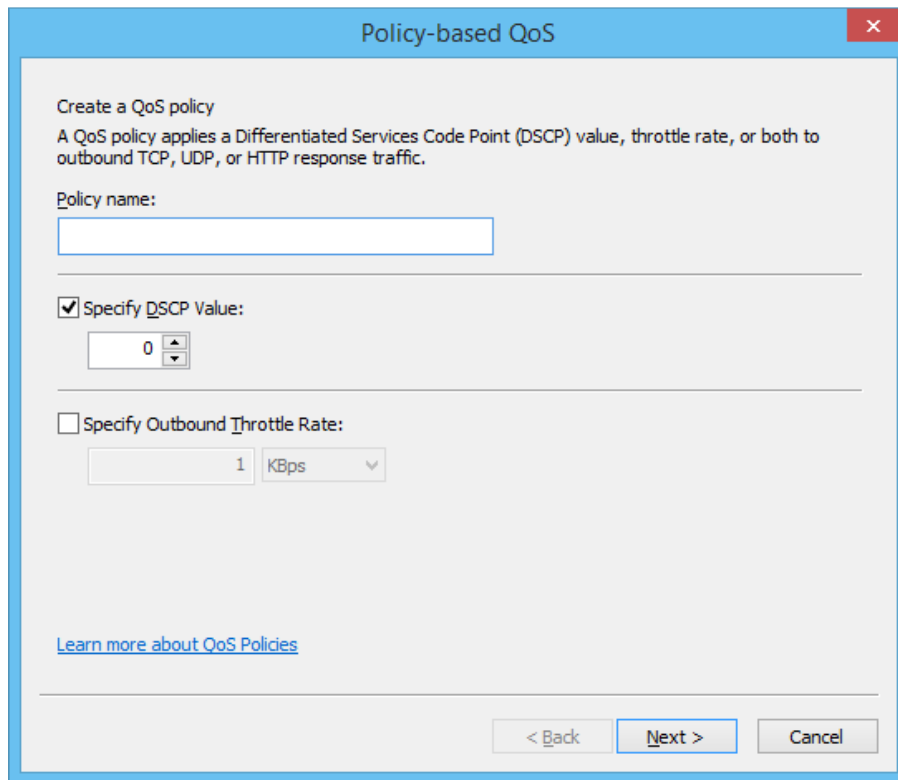 Policy-based QoS
Create a QoS policy
A QoS policy applies a Differentiated Services Code Point (DSCP) value, throttle rate, or both to
outbound TCP, UDP, or HTTP response traffic.
Policy name:
Specify DSCP Value:
0
Specify Outbound Throttle Rate:
1 KBps
Learn more about QoS Policies
< Back Next > Cancel